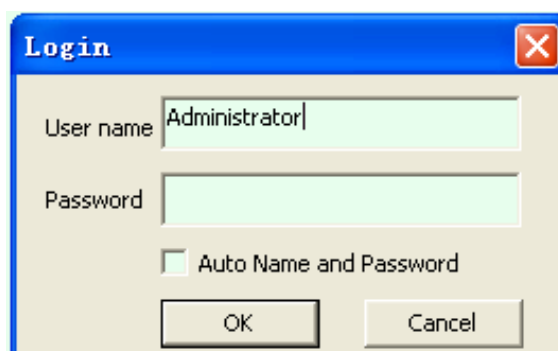 Login
User name Administrator
Password
Auto Name and Password
OK Cancel